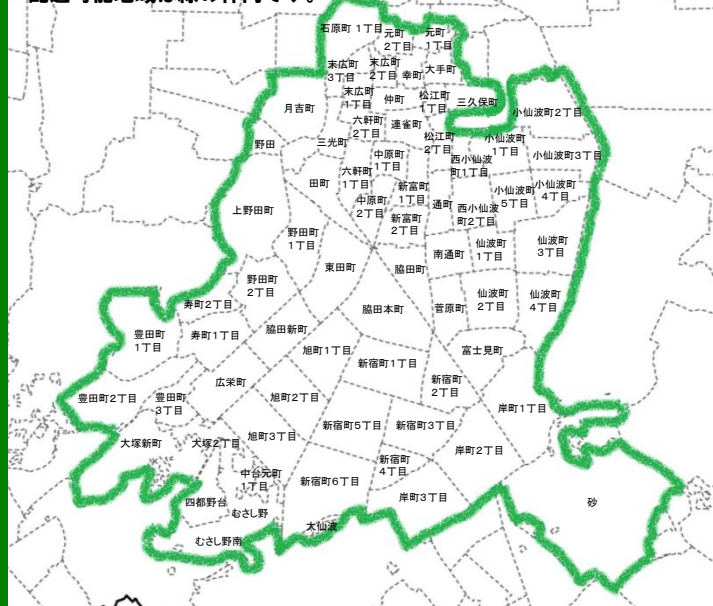 配達可能地域は緑の枠内です。
石原町 1丁目
元町
2丁目
元町
1丁目
末広町
3丁目
末広町
2丁目
幸町
大手町
月吉町
末広町
1丁目
仲町
松江町
1丁目
三久保町
小仙波町2丁目
六軒町
2丁目
連雀町
野田
三光町
松江町
2丁目
小仙波町
1丁目
中原町
1丁目
西小仙波
町1丁目
小仙波町3丁目
田町
六軒町
1丁目
新富町
1丁目
小仙波町
5丁目
小仙波町
4丁目
上野田町
中原町
2丁目
通町
西小仙波
町2丁目
新富町
2丁目
野田町
1丁目
東田町
脇田町
南通町
仙波町
1丁目
仙波町
3丁目
野田町
2丁目
寿町2丁目
脇田本町
菅原町
仙波町
2丁目
仙波町
4丁目
豊田町
1丁目
寿町1丁目
脇田新町
旭町1丁目
新宿町1丁目
富士見町
広栄町
新宿町
2丁目
豊田町2丁目
豊田町
3丁目
旭町2丁目
岸町1丁目
大塚新町
大塚2丁目
旭町3丁目
新宿町5丁目
新宿町3丁目
岸町2丁目
中台元町
1丁目
新宿町6丁目
新宿町
4丁目
岸町3丁目
四都野台
むさし野
太仙波
砂
むさし野南